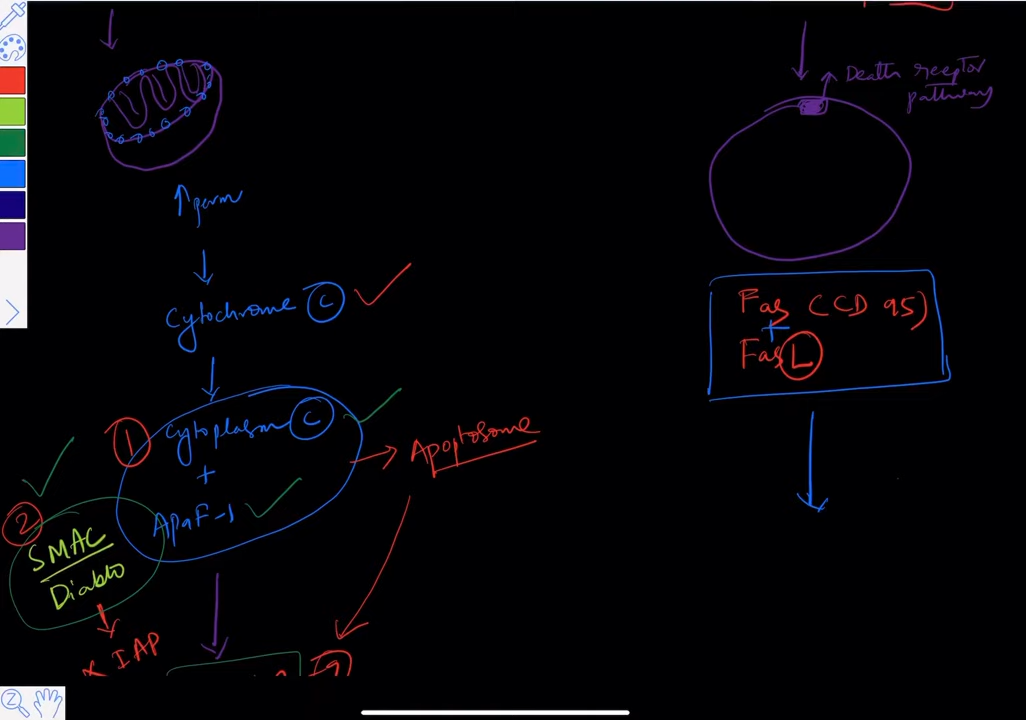 ↑ perm
Cytochrome C
1
Cytoplasm C
+
Apaf-1
Apoptosome
2
SMAC
Diablo
x IAP
Death receptor
pathway
Fas (CD 95)
+
Fas L